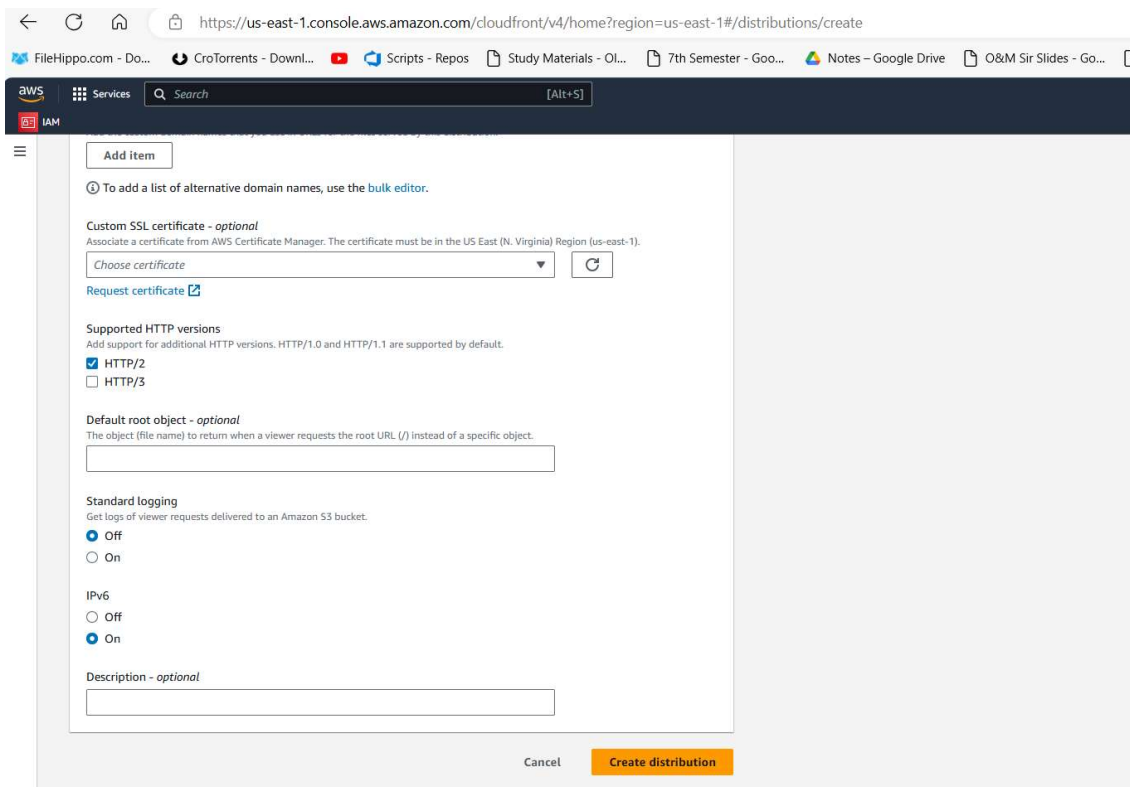 https://us-east-1.console.aws.amazon.com/cloudfront/v4/home?region=us-east-1#/distributions/create
FileHippo.com - Do... CroTorrents - Downl... Scripts - Repos Study Materials - Ol... 7th Semester - Goo... Notes – Google Drive O&M Sir Slides - Go...
aws Services Search [Alt+S]
IAM
Add item
To add a list of alternative domain names, use the bulk editor.
Custom SSL certificate - optional
Associate a certificate from AWS Certificate Manager. The certificate must be in the US East (N. Virginia) Region (us-east-1).
Choose certificate
Request certificate
Supported HTTP versions
Add support for additional HTTP versions. HTTP/1.0 and HTTP/1.1 are supported by default.
HTTP/2
HTTP/3
Default root object - optional
The object (file name) to return when a viewer requests the root URL (/) instead of a specific object.
Standard logging
Get logs of viewer requests delivered to an Amazon S3 bucket.
Off
On
IPv6
Off
On
Description - optional
Cancel Create distribution